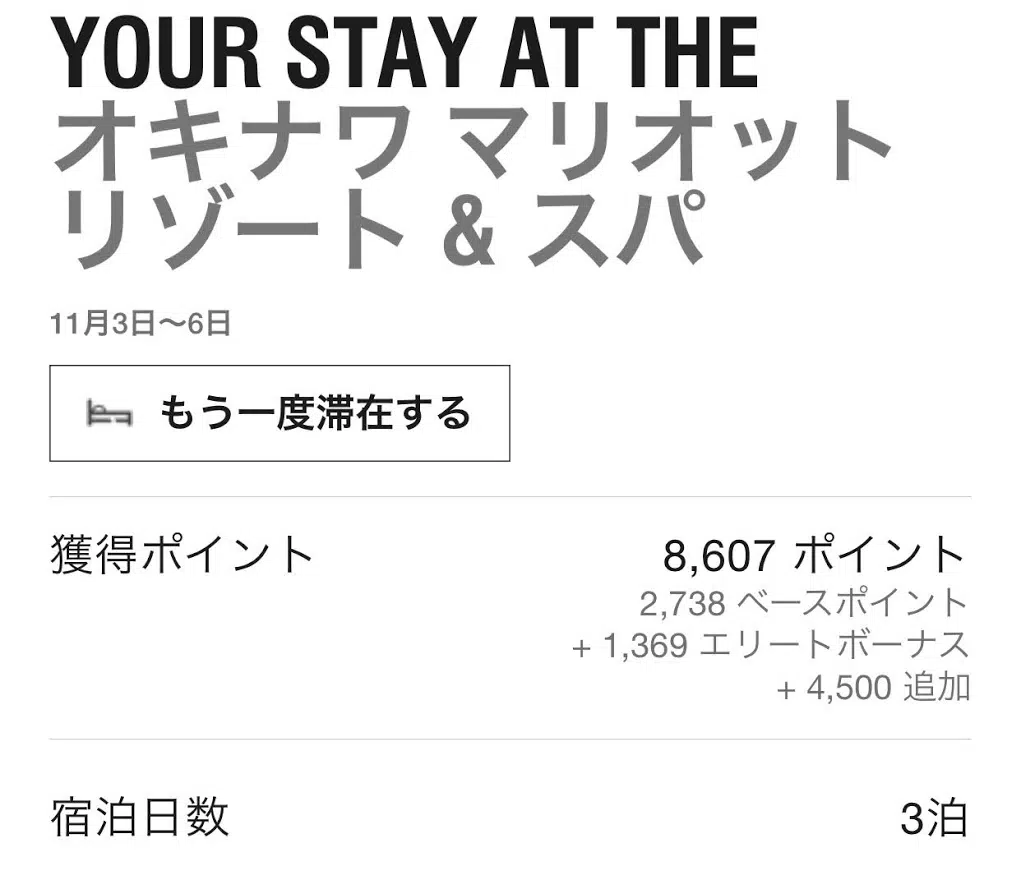 YOUR STAY AT THE
オキナワ マリオット
リゾート & スパ
11月3日～6日
もう一度滞在する
獲得ポイント
8,607 ポイント
2,738 ベースポイント
+ 1,369 エリートボーナス
+ 4,500 追加
宿泊日数
3泊